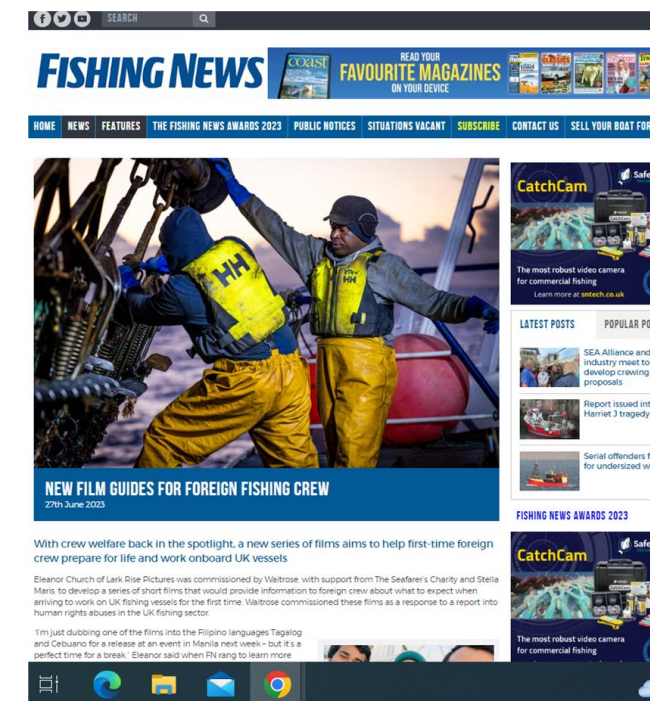 SEARCH
FISHING NEWS
coast
READ YOUR
FAVOURITE MAGAZINES
ON YOUR DEVICE
HOME NEWS FEATURES THE FISHING NEWS AWARDS 2023 PUBLIC NOTICES SITUATIONS VACANT SUBSCRIBE CONTACT US SELL YOUR BOAT FOR
HH
HH
NEW FILM GUIDES FOR FOREIGN FISHING CREW
27th June 2023
With crew welfare back in the spotlight, a new series of films aims to help first-time foreign
crew prepare for life and work onboard UK vessels
Eleanor Church of Lark Rise Pictures was commissioned by Waitrose, with support from The Seafarer's Charity and Stella
Maris, to develop a series of short films that would provide information to foreign crew about what to expect when
arriving to work on UK fishing vessels for the first time. Waitrose commissioned these films as a response to a report into
human rights abuses in the UK fishing sector.
'I'm just dubbing one of the films into the Filipino languages Tagalog
and Cebuano for a release at an event in Manila next week – but it's a
perfect time for a break,' Eleanor said when FN rang to learn more
Safe
CatchCam
The most robust video camera
for commercial fishing
Learn more at sntech.co.uk
LATEST POSTS POPULAR PO
SEA Alliance and
industry meet to
develop crewing
proposals
Report issued int
Harriet J tragedy
Serial offenders f
for undersized w
FISHING NEWS AWARDS 2023
Safe
CatchCam
The most robust video camera
for commercial fishing